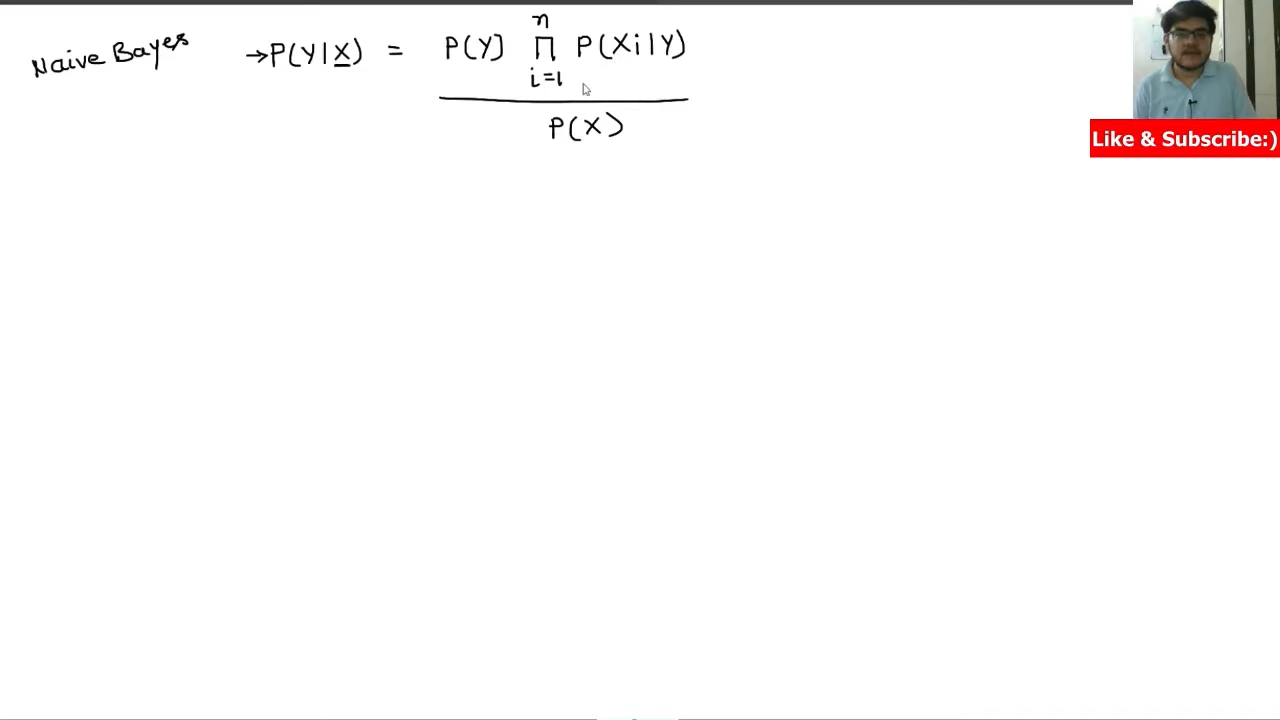 Naive Bayes → P(Y|X) = P(Y) n ∏ i=1 P(Xi|Y)
P(X)
Like & Subscribe:)